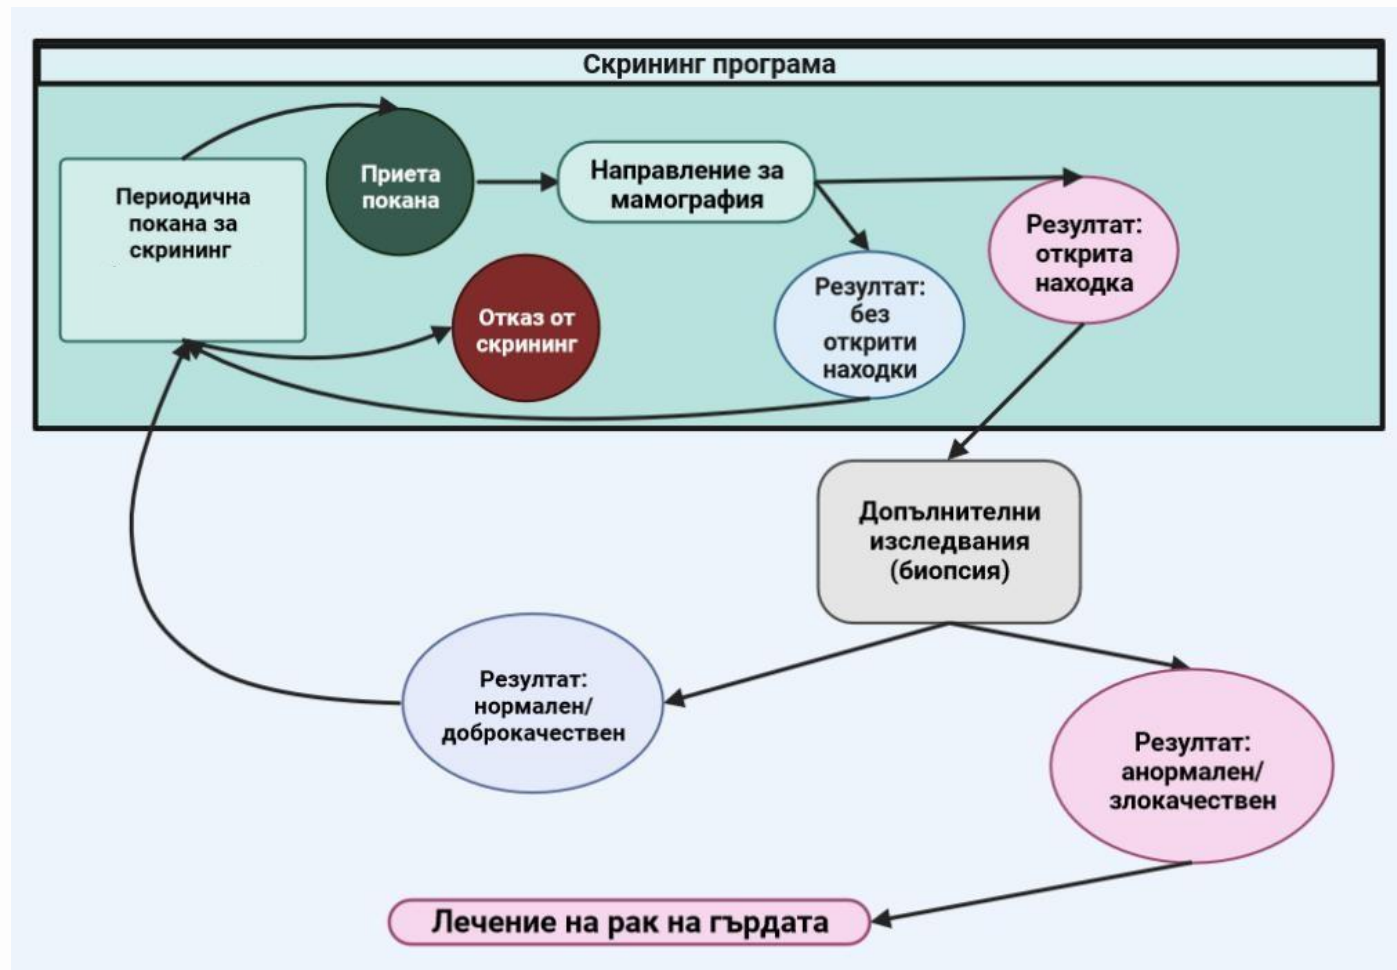 Скрининг програма
Периодична
покана за
скрининг
Приета
покана
Направление за
мамография
Резултат:
открита
находка
Отказ от
скрининг
Резултат:
без
открити
находки
Допълнителни
изследвания
(биопсия)
Резултат:
нормален/
доброкачествен
Резултат:
анормален/
злокачествен
Лечение на рак на гърдата